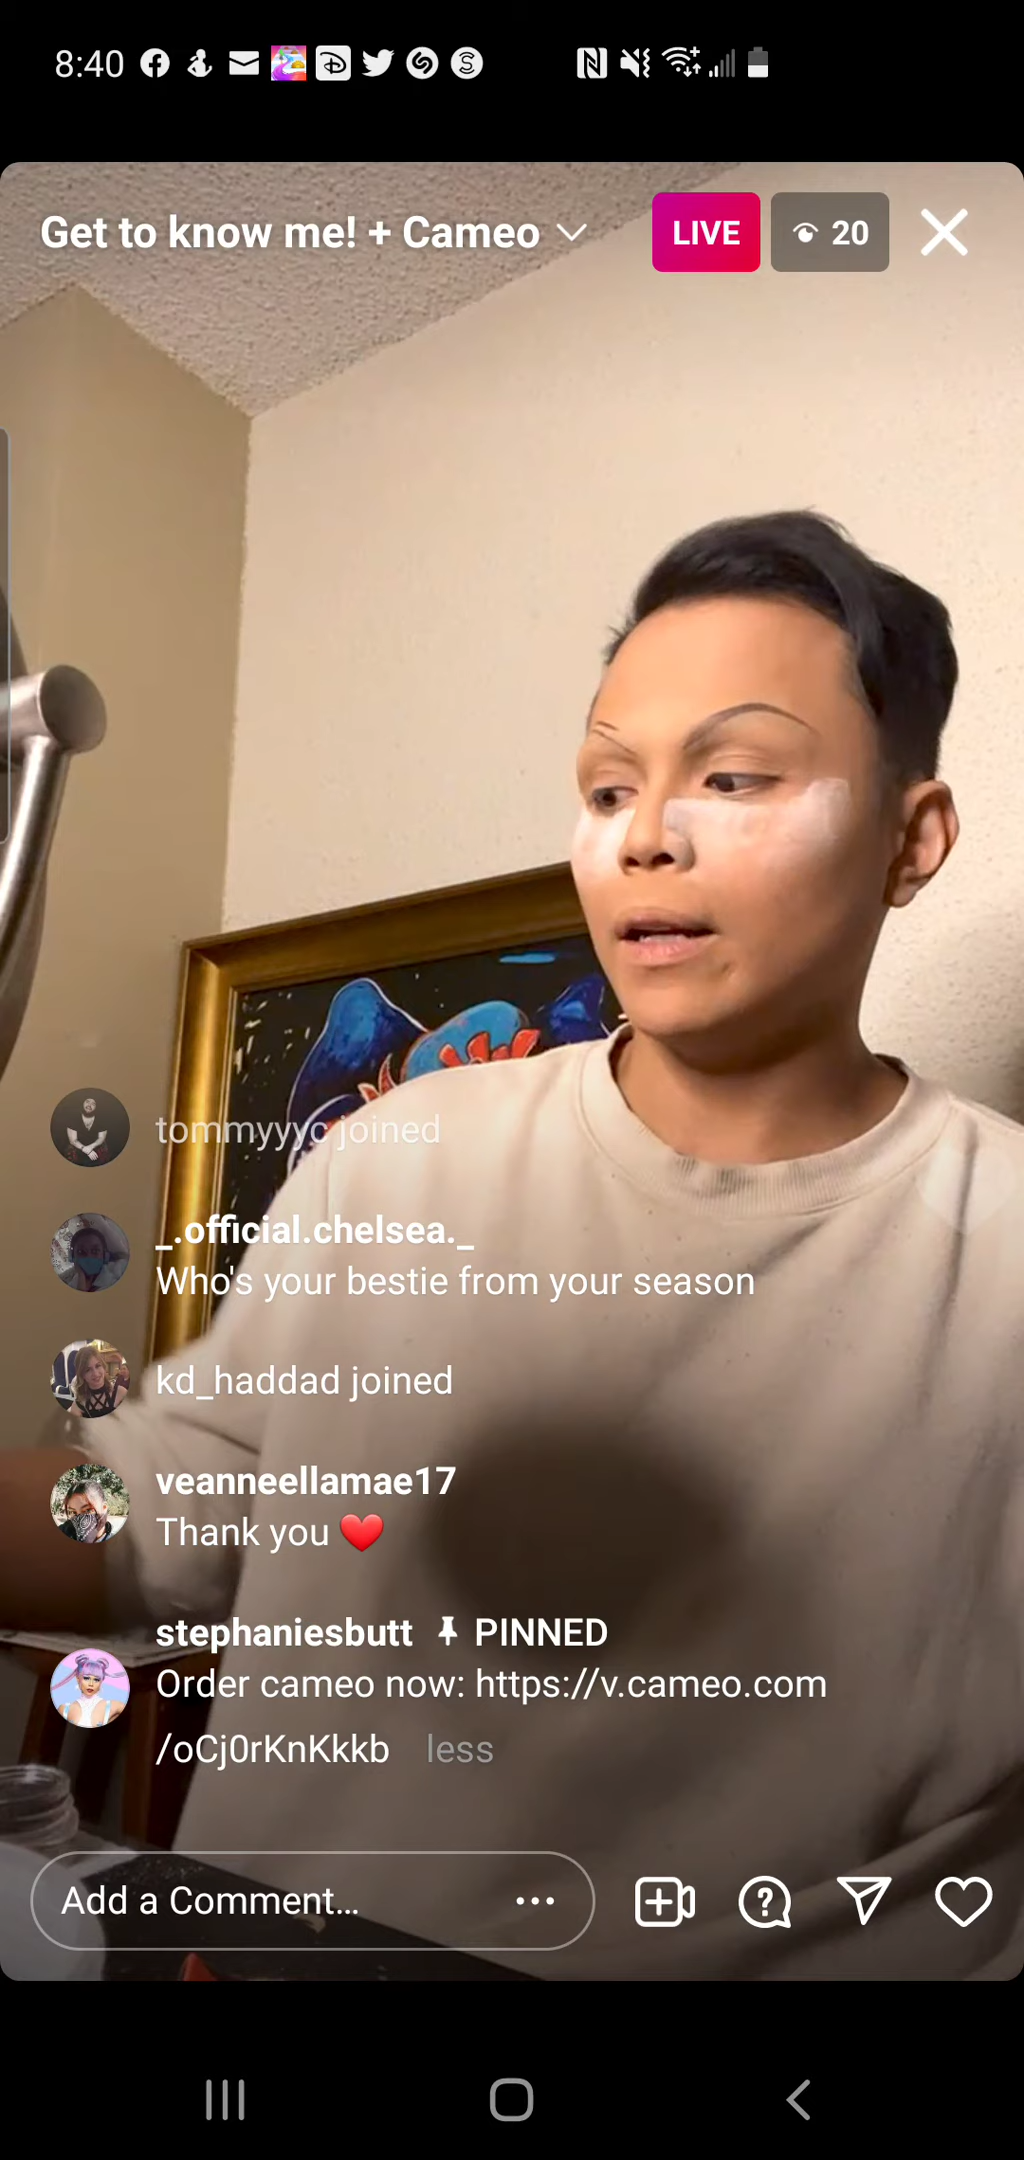 8:40
Get to know me! + Cameo
LIVE
20
tommyyyc joined
_.official.chelsea._
Who's your bestie from your season
kd_haddad joined
veanneellamae17
Thank you ❤️
stephaniesbutt PINNED
Order cameo now: https://v.cameo.com
/oCj0rKnKkkb less
Add a Comment...